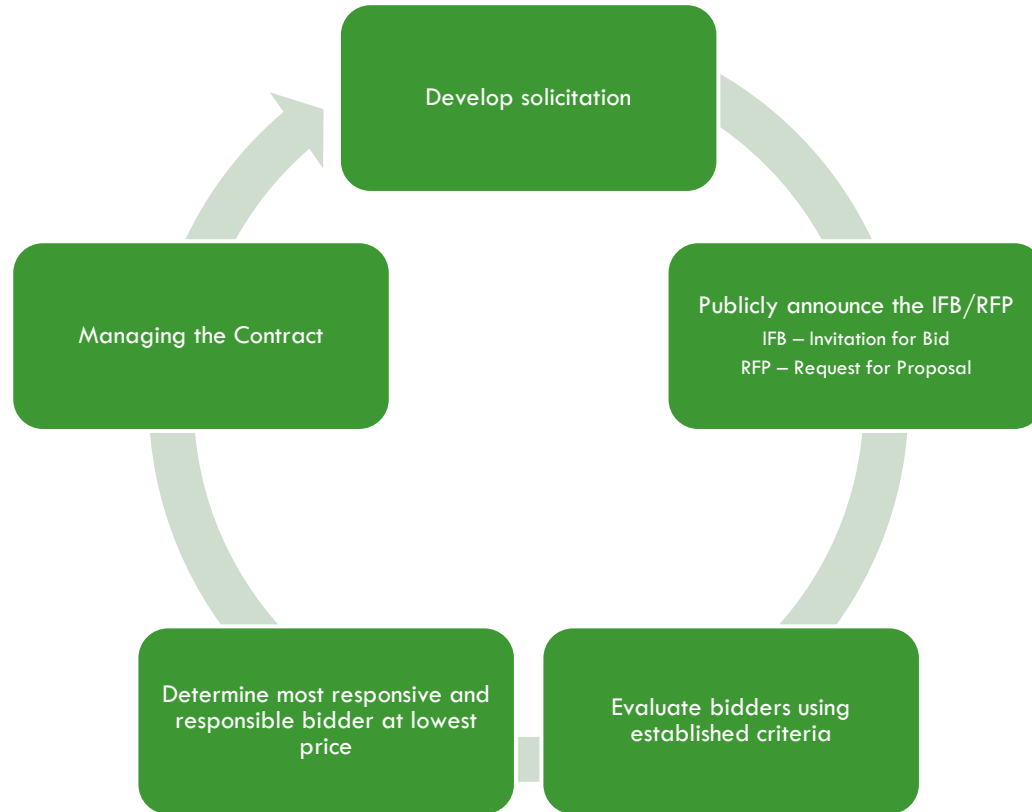 Develop solicitation
Publicly announce the IFB/RFP
IFB – Invitation for Bid
RFP – Request for Proposal
Evaluate bidders using
established criteria
Determine most responsive and
responsible bidder at lowest
price
Managing the Contract